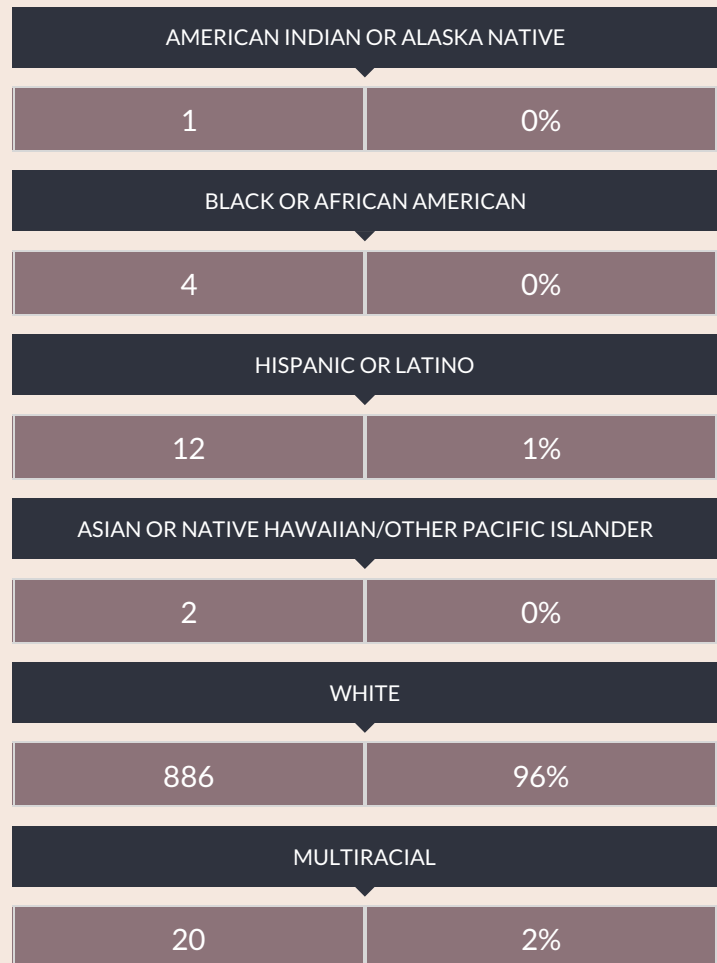 AMERICAN INDIAN OR ALASKA NATIVE
1 0%
BLACK OR AFRICAN AMERICAN
4 0%
HISPANIC OR LATINO
12 1%
ASIAN OR NATIVE HAWAIIAN/OTHER PACIFIC ISLANDER
2 0%
WHITE
886 96%
MULTIRACIAL
20 2%